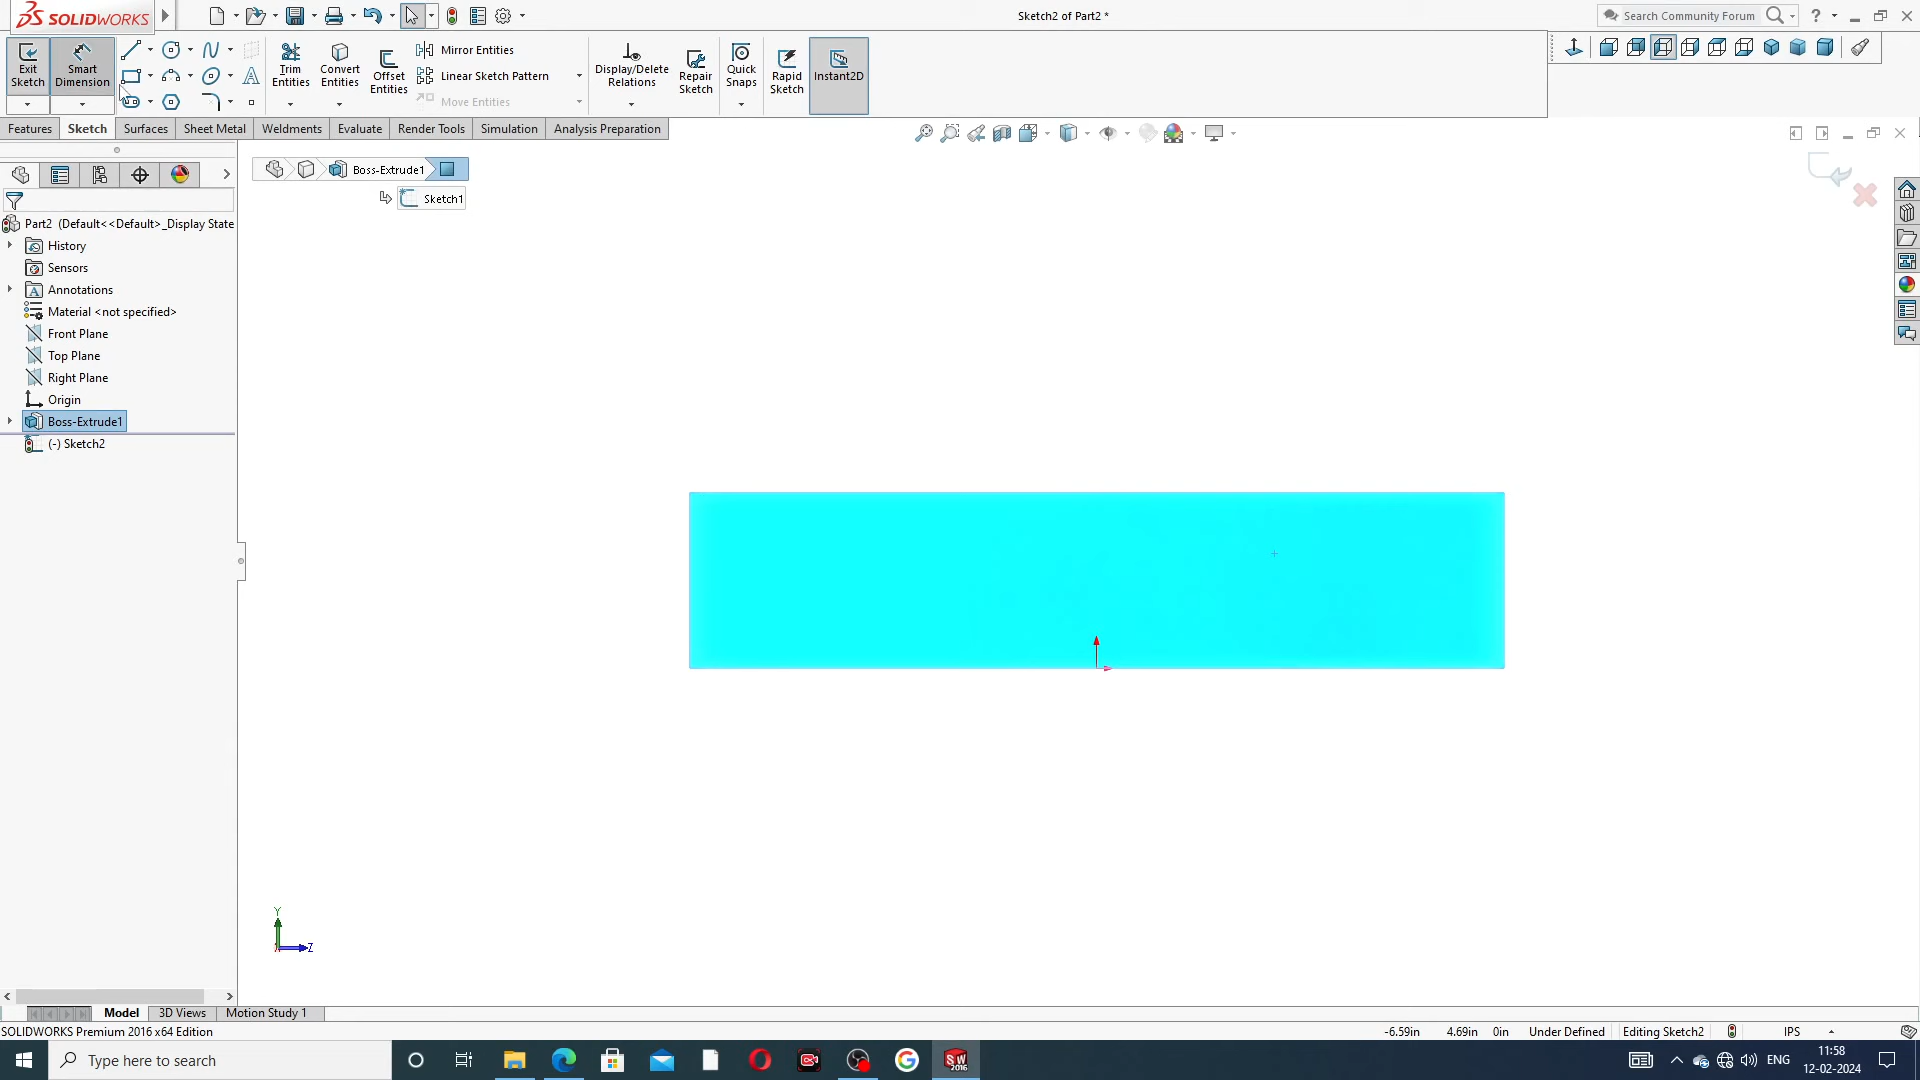 SOLIDWORKS
Sketch2 of Part2 *
Search Community Forum
Exit Sketch
Smart Dimension
Trim Entities
Convert Entities
Offset Entities
Mirror Entities
Linear Sketch Pattern
Move Entities
Display/Delete Relations
Repair Sketch
Quick Snaps
Rapid Sketch
Instant2D
Features
Sketch
Surfaces
Sheet Metal
Weldments
Evaluate
Render Tools
Simulation
Analysis Preparation
Boss-Extrude1
Sketch1
Part2 (Default<<Default>_Display State
History
Sensors
Annotations
Material <not specified>
Front Plane
Top Plane
Right Plane
Origin
Boss-Extrude1
(-) Sketch2
Y
Z
Model
3D Views
Motion Study 1
SOLIDWORKS Premium 2016 x64 Edition
-6.59in
4.69in
0in
Under Defined
Editing Sketch2
IPS
Type here to search
SW
2016
ENG
11:58
12-02-2024